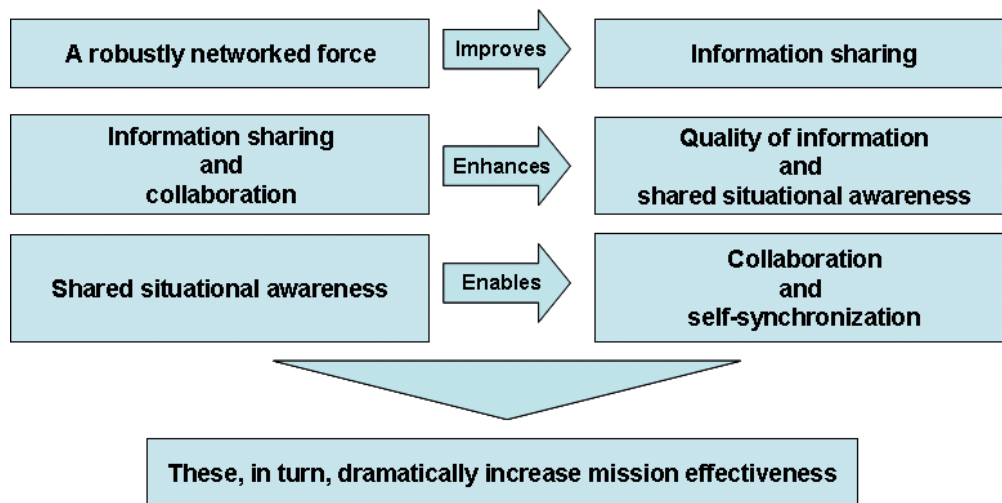 A robustly networked force
Improves
Information sharing
Information sharing
and
collaboration
Enhances
Quality of information
and
shared situational awareness
Shared situational awareness
Enables
Collaboration
and
self-synchronization
These, in turn, dramatically increase mission effectiveness